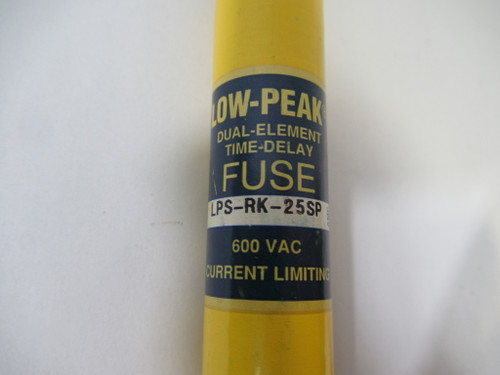 LOW-PEAK
DUAL-ELEMENT
TIME-DELAY
FUSE
LPS-RK-25SP
600 VAC
CURRENT LIMITING